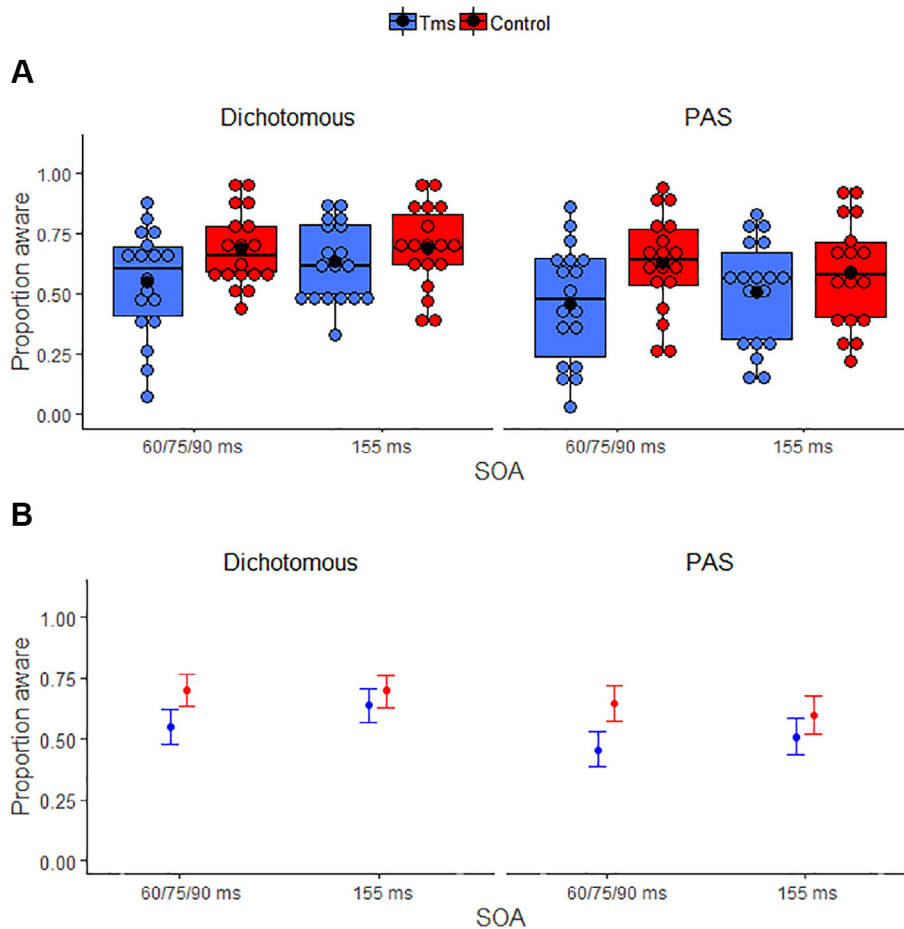 Tms Control
A
Dichotomous PAS
Proportion aware
1.00
0.75
0.50
0.25
0.00
60/75/90 ms 155 ms 60/75/90 ms 155 ms
SOA
B
Dichotomous PAS
Proportion aware
1.00
0.75
0.50
0.25
0.00
60/75/90 ms 155 ms 60/75/90 ms 155 ms
SOA